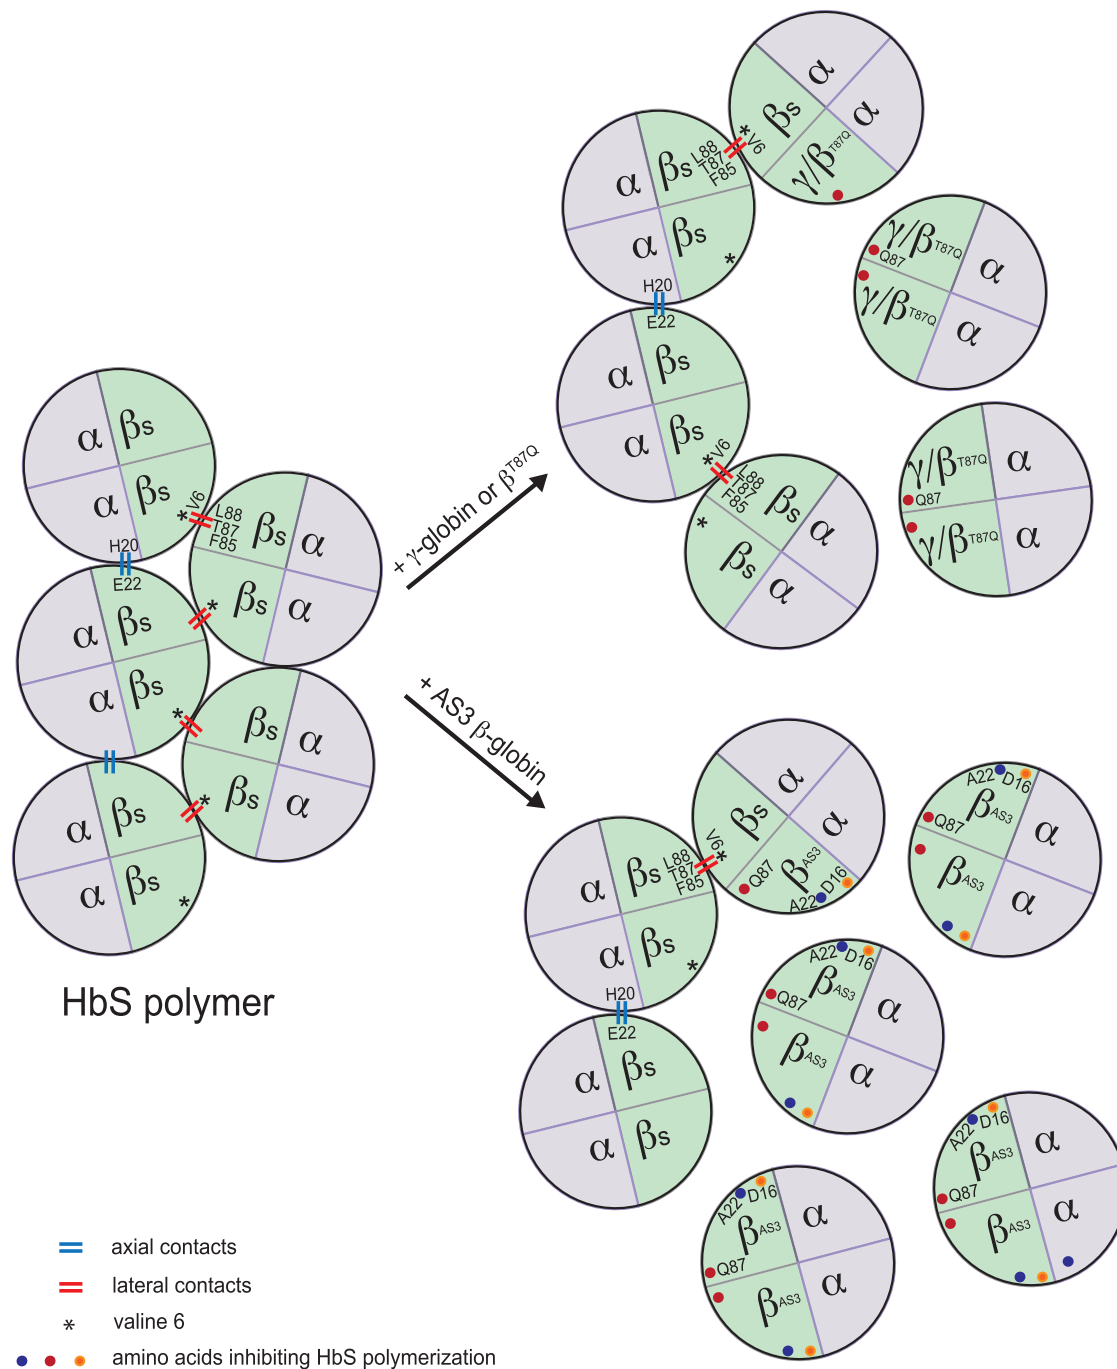 α
α
βs
V6
*
L88
T87
F85
γ/βT87Q
α
βs
α
βs
*
H20
E22
γ/βT87Q
Q87
γ/βT87Q
α
α
α
βs
α
βs
*V6
L88
T87
F85
*
βs
α
βs
α
γ/βT87Q
Q87
γ/βT87Q
α
α
+ γ-globin or βT87Q
α
βs
α
βs
V6
*
L88
T87
F85
βs
α
βs
α
H20
E22
α
βs
α
βs
*
*
βs
α
βs
α
*
α
βs
α
βs
*
HbS polymer
+ AS3 β-globin
α
α
βs
V6
*
L88
T87
F85
Q87
βAS3
A22
D16
α
βs
α
βs
*
H20
E22
α
βs
α
βs
A22
D16
Q87
βAS3
βAS3
α
α
A22
D16
Q87
βAS3
βAS3
α
α
A22
D16
Q87
βAS3
βAS3
α
α
A22
D16
Q87
βAS3
βAS3
α
α
axial contacts
lateral contacts
* valine 6
amino acids inhibiting HbS polymerization